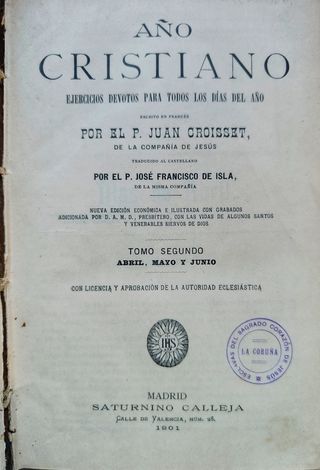 AÑO
CRISTIANO
EJERCICIOS DEVOTOS PARA TODOS LOS DÍAS DEL AÑO
ESCRITO EN FRANCÉS
POR EL P. JUAN CROISSET,
DE LA COMPAÑÍA DE JESÚS
TRADUCIDO AL CASTELLANO
POR EL P. JOSÉ FRANCISCO DE ISLA,
DE LA MISMA COMPAÑÍA
NUEVA EDICIÓN ECONÓMICA É ILUSTRADA CON GRABADOS
ADICIONADA POR D. A. M. D., PRESBÍTERO, CON LAS VIDAS DE ALGUNOS SANTOS
Y VENERABLES SIERVOS DE DIOS
TOMO SEGUNDO
ABRIL, MAYO Y JUNIO
CON LICENCIA Y APROBACIÓN DE LA AUTORIDAD ECLESIÁSTICA
IHS
ESCLAVAS DEL SAGRADO CORAZÓN DE JESÚS
LA CORUÑA
MADRID
SATURNINO CALLEJA
CALLE DE VALENCIA, NÚM. 28.
1901